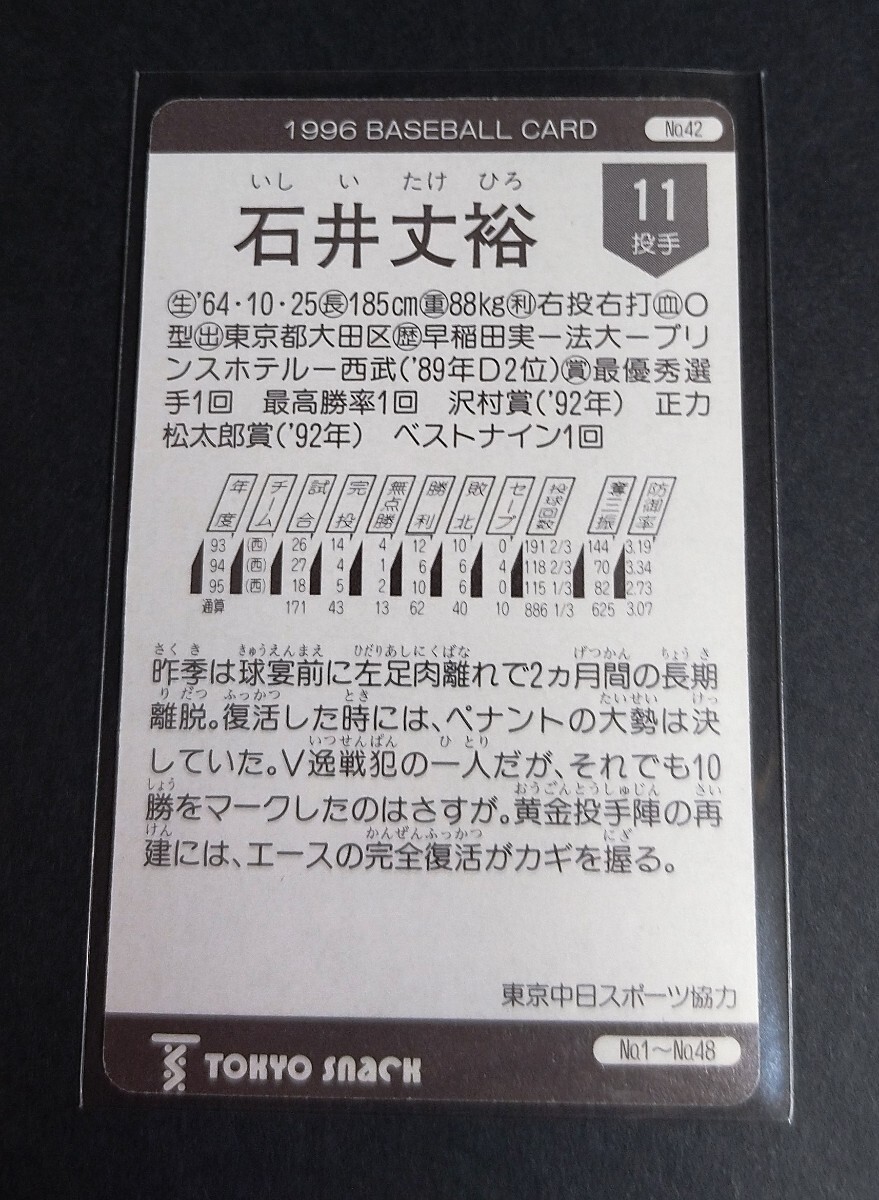 1996 BASEBALL CARD No.42
いし い たけ ひろ
石井丈裕
11
投手
㊤'64・10・25㊩185cm㊥88kg㊒右投右打㊊O
型㊓東京都大田区㊔早稲田実ー法大ープリ
ンスホテルー西武('89年D2位)㊕最優秀選
手1回 最高勝率1回 沢村賞('92年) 正力
松太郎賞('92年) ベストナイン1回
年度 チーム 試合 完投 無点勝 勝利 敗北 セーブ 投球回数 奪三振 防御率
93 (西) 26 14 4 12 10 0 191 2/3 144 3.19
94 (西) 27 4 1 6 6 4 118 2/3 70 3.34
95 (西) 18 5 2 10 6 0 115 1/3 82 2.73
通算 171 43 13 62 40 10 886 1/3 625 3.07
さく き きゅうえんまえ ひだりあしにくばな げつかん ちょう き
昨季は球宴前に左足肉離れで2ヵ月間の長期
り だつ ふっかつ とき たいせい けっ
離脱。復活した時には、ペナントの大勢は決
いつせんぱん ひ とり
していた。V逸戦犯の一人だが、それでも10
しょう おうごんとうしゅじん さい
勝をマークしたのはさすが。黄金投手陣の再
けん かんぜんふっかつ にぎ
建には、エースの完全復活がカギを握る。
東京中日スポーツ協力
TOKYO SNACK
No.1〜No.48